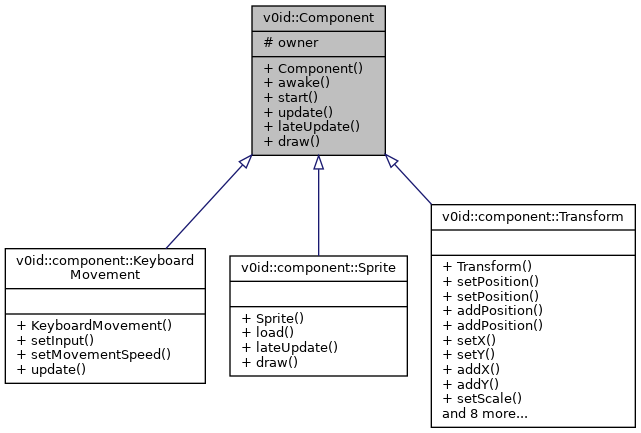 v0id::Component
# owner
+ Component()
+ awake()
+ start()
+ update()
+ lateUpdate()
+ draw()
v0id::component::Keyboard
Movement
+ KeyboardMovement()
+ setInput()
+ setMovementSpeed()
+ update()
v0id::component::Sprite
+ Sprite()
+ load()
+ lateUpdate()
+ draw()
v0id::component::Transform
+ Transform()
+ setPosition()
+ setPosition()
+ addPosition()
+ addPosition()
+ setX()
+ setY()
+ addX()
+ addY()
+ setScale()
and 8 more...